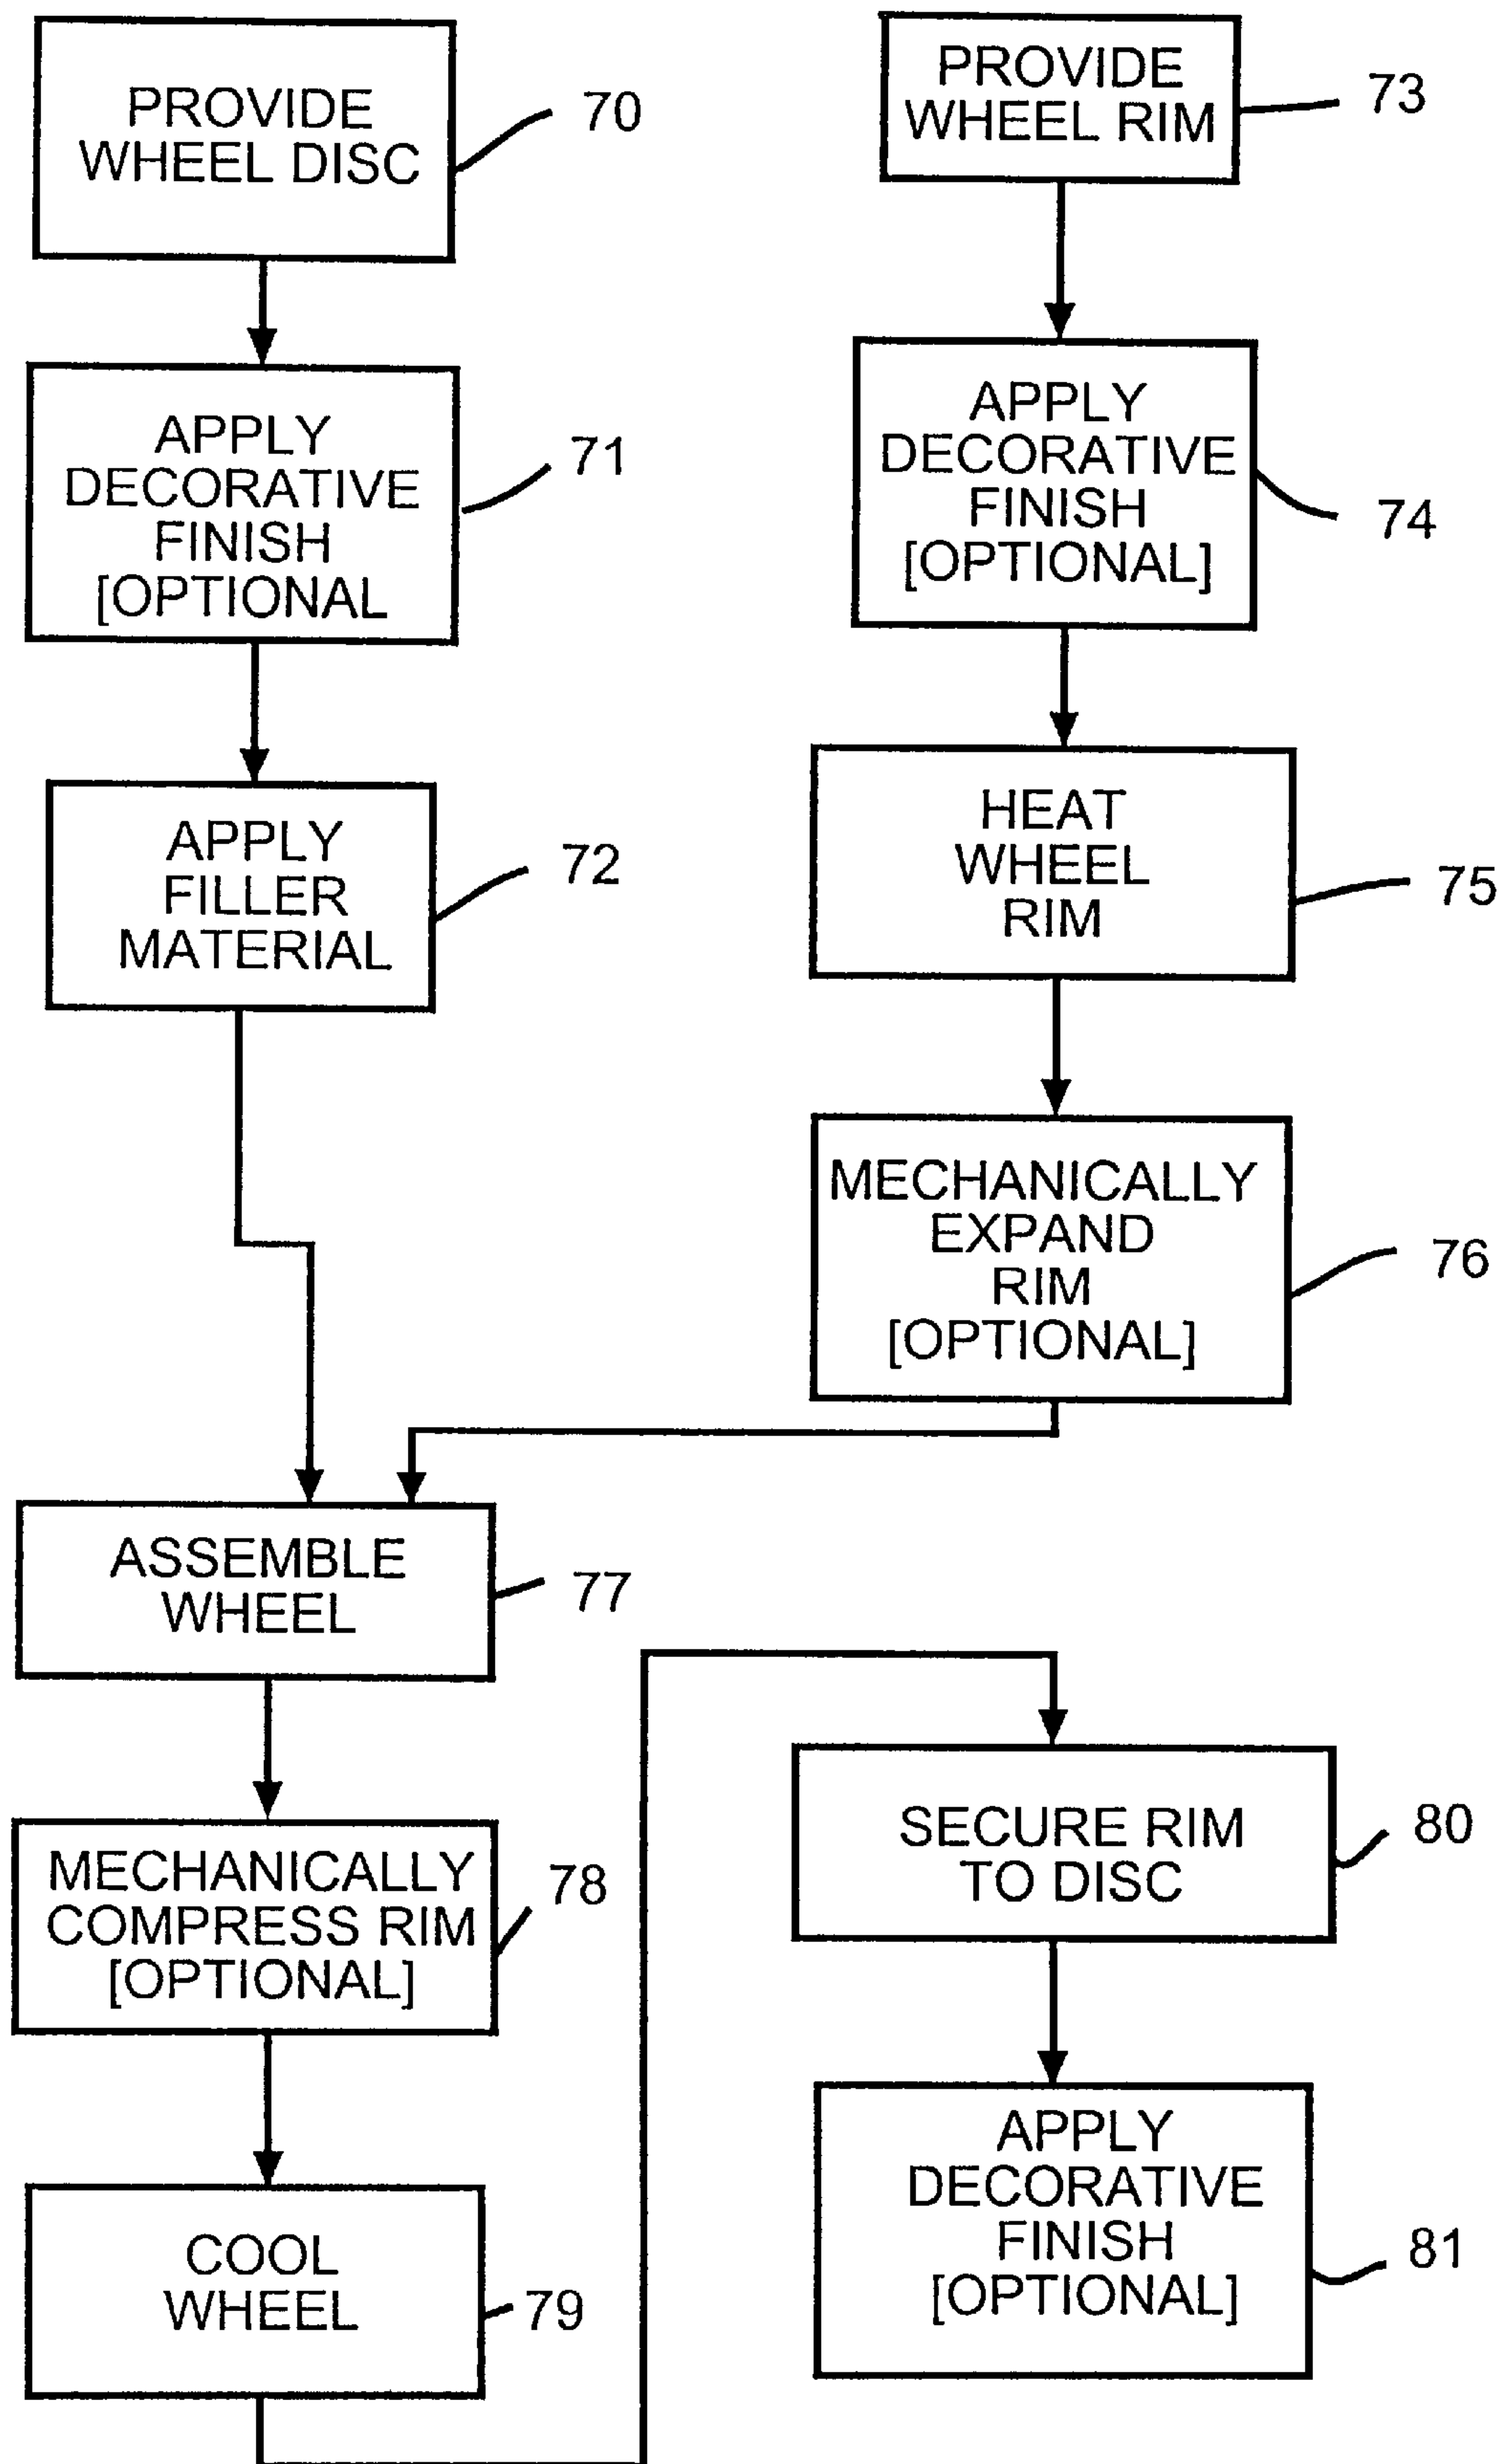 PROVIDE
WHEEL DISC
70
APPLY
DECORATIVE
FINISH
[OPTIONAL
71
APPLY
FILLER
MATERIAL
72
PROVIDE
WHEEL RIM
73
APPLY
DECORATIVE
FINISH
[OPTIONAL]
74
HEAT
WHEEL
RIM
75
MECHANICALLY
EXPAND
RIM
[OPTIONAL]
76
ASSEMBLE
WHEEL
77
MECHANICALLY
COMPRESS RIM
[OPTIONAL]
78
COOL
WHEEL
79
SECURE RIM
TO DISC
80
APPLY
DECORATIVE
FINISH
[OPTIONAL]
81